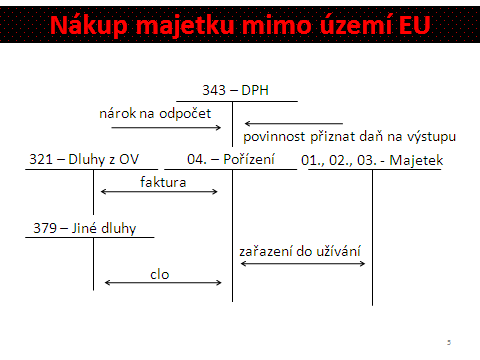 Nákup majetku mimo území EU
343 – DPH
nárok na odpočet
povinnost přiznat daň na výstupu
321 – Dluhy z OV
04. – Pořízení
01., 02., 03. - Majetek
faktura
379 – Jiné dluhy
zařazení do užívání
clo
5